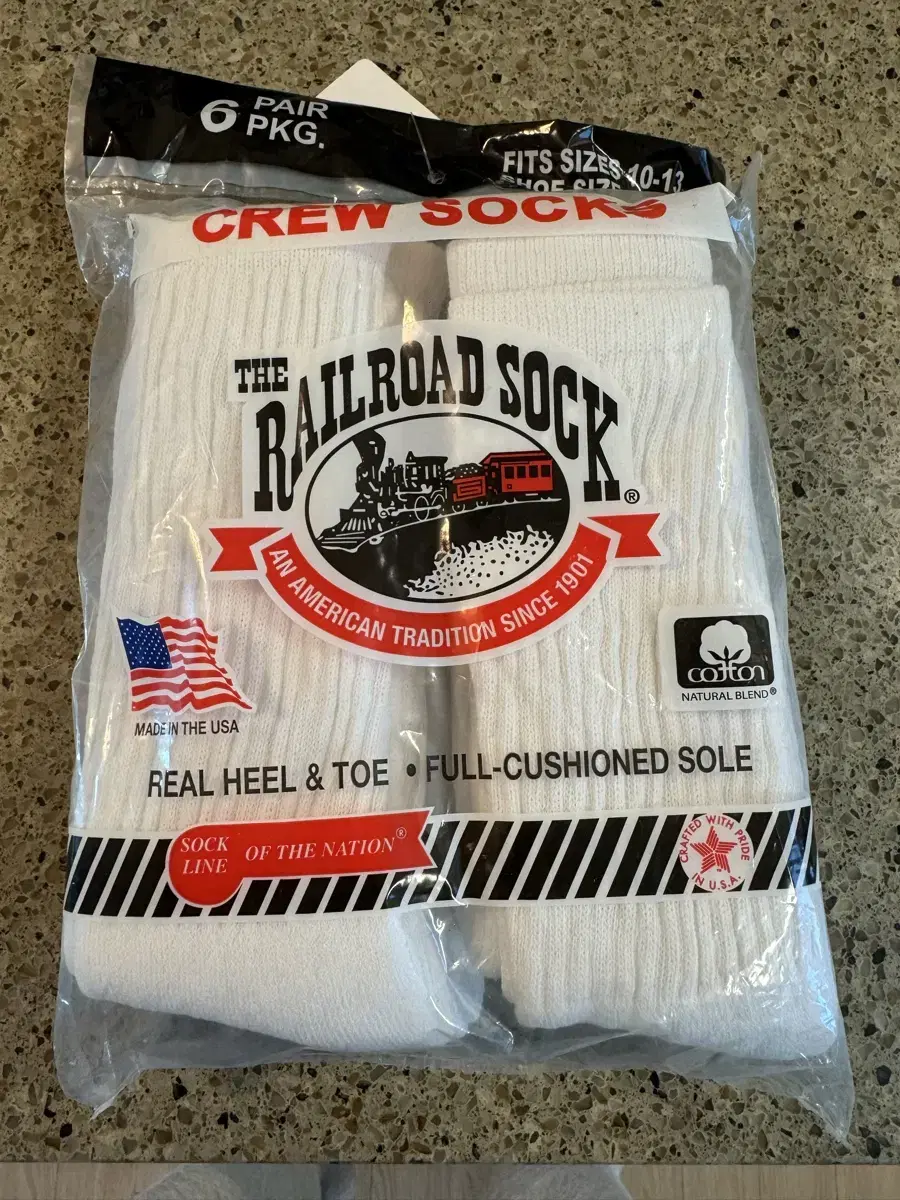 6 PAIR
PKG.
FITS SIZES 10-13
SHOE SIZE
CREW SOCKS
THE
RAILROAD SOCK®
AN AMERICAN TRADITION SINCE 1901
MADE IN THE USA
cotton
NATURAL BLEND®
REAL HEEL & TOE • FULL-CUSHIONED SOLE
SOCK
LINE OF THE NATION®
CRAFTED WITH PRIDE
IN U.S.A.